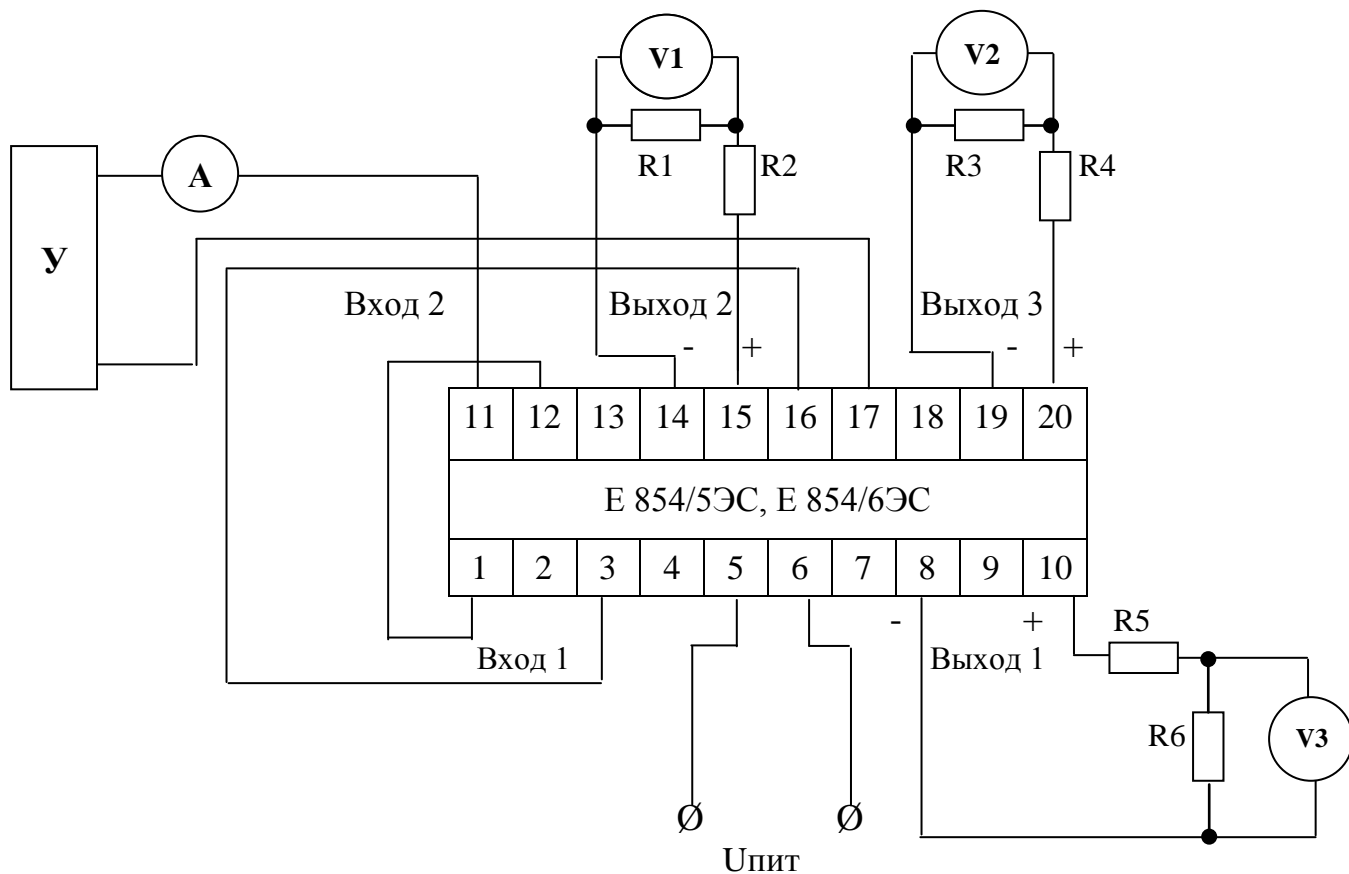 V1
V2
R1
R2
R3
R4
А
У
Вход 2
Выход 2
Выход 3
- +
- +
11 12 13 14 15 16 17 18 19 20
Е 854/5ЭС, Е 854/6ЭС
1 2 3 4 5 6 7 8 9 10
- +
R5
Вход 1
Выход 1
R6
V3
Ø Ø
Uпит